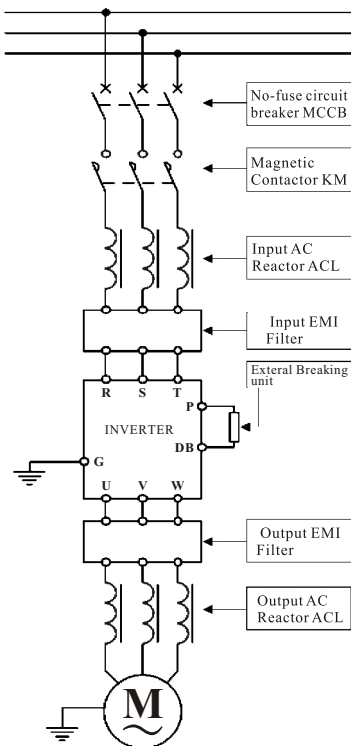 No-fuse circuit
breaker MCCB
Magnetic
Contactor KM
Input AC
Reactor ACL
Input EMI
Filter
Exteral Breaking
unit
R S T
P
INVERTER
DB
G
U V W
Output EMI
Filter
Output AC
Reactor ACL
M